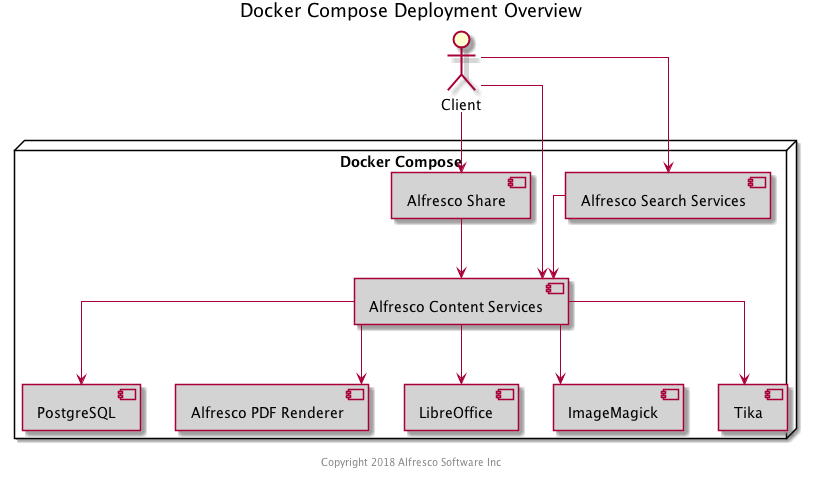 Docker Compose Deployment Overview
Client
Docker Compose
Alfresco Share
Alfresco Search Services
Alfresco Content Services
PostgreSQL
Alfresco PDF Renderer
LibreOffice
ImageMagick
Tika
Copyright 2018 Alfresco Software Inc